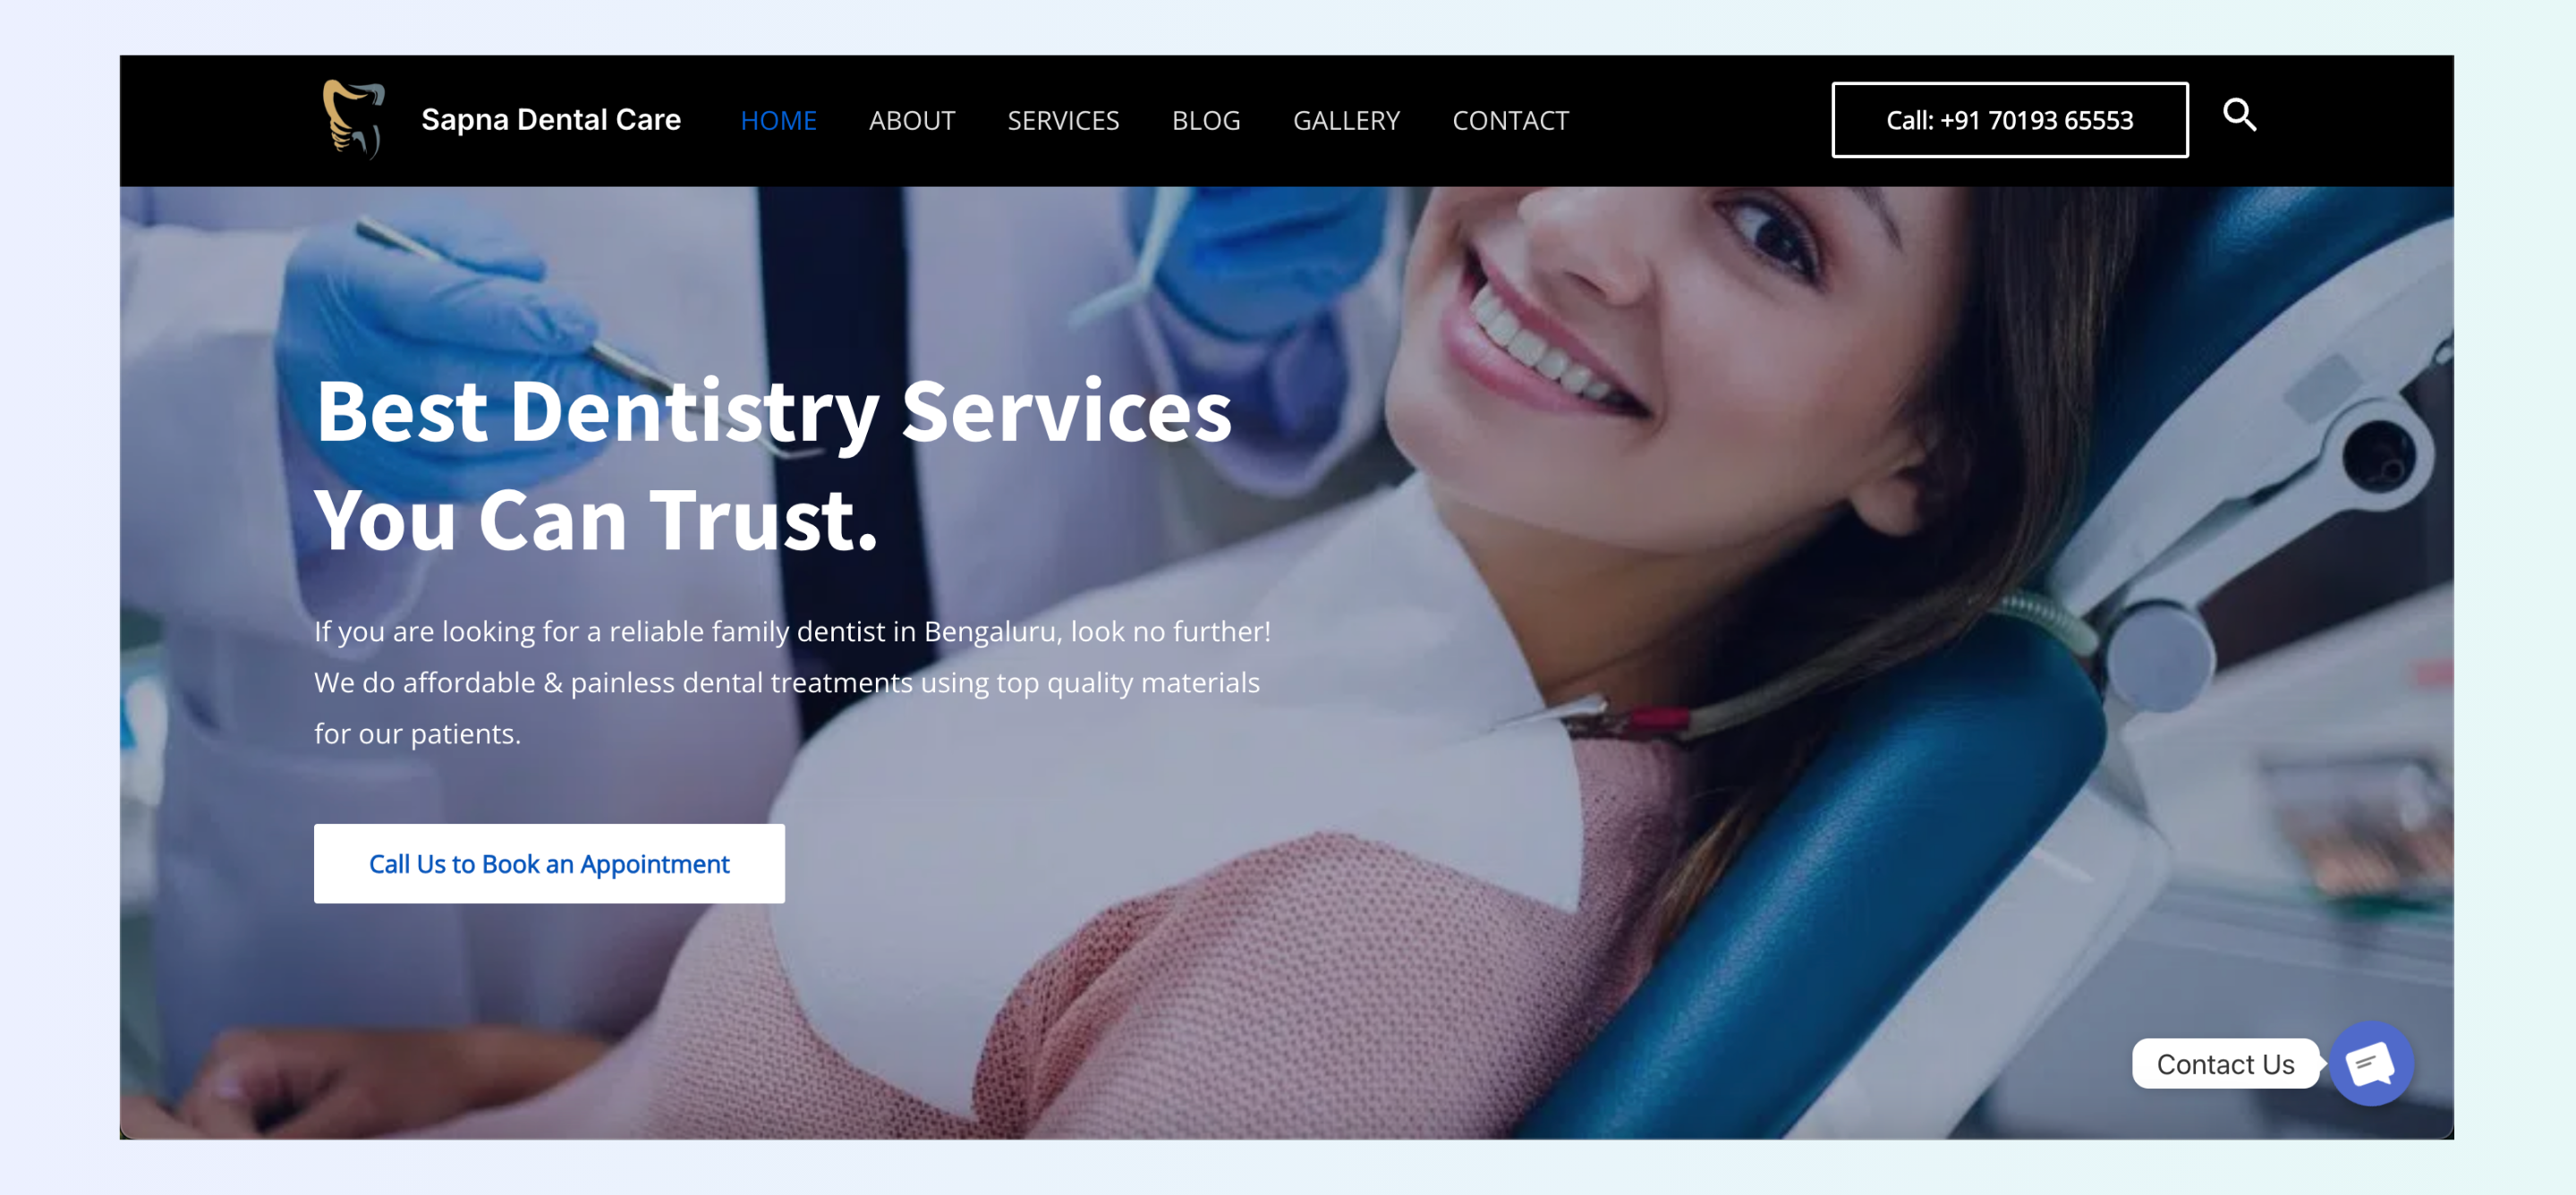 Sapna Dental Care
HOME
ABOUT
SERVICES
BLOG
GALLERY
CONTACT
Call: +91 70193 65553
Best Dentistry Services
You Can Trust.
If you are looking for a reliable family dentist in Bengaluru, look no further!
We do affordable & painless dental treatments using top quality materials
for our patients.
Call Us to Book an Appointment
Contact Us